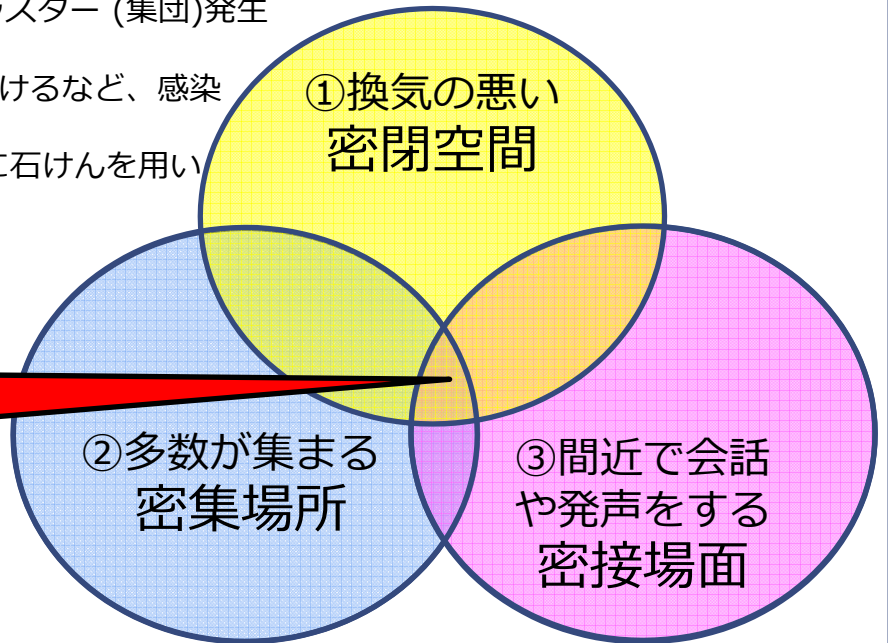 スター (集団)発生
けるなど、感染
に石けんを用い
①換気の悪い
密閉空間
②多数が集まる
密集場所
③間近で会話
や発声をする
密接場面